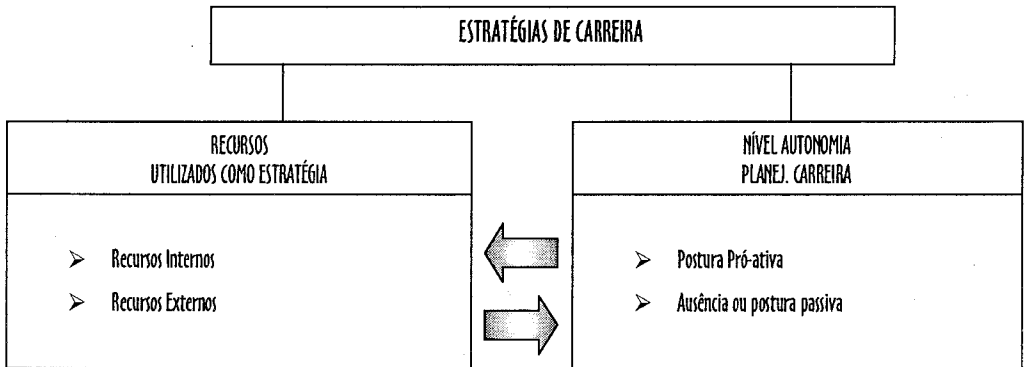 ESTRATÉGIAS DE CARREIRA
RECURSOS
UTILIZADOS COMO ESTRATÉGIA
➢ Recursos Internos
➢ Recursos Externos
NÍVEL AUTONOMIA
PLANEJ. CARREIRA
➢ Postura Pró-ativa
➢ Ausência ou postura passiva